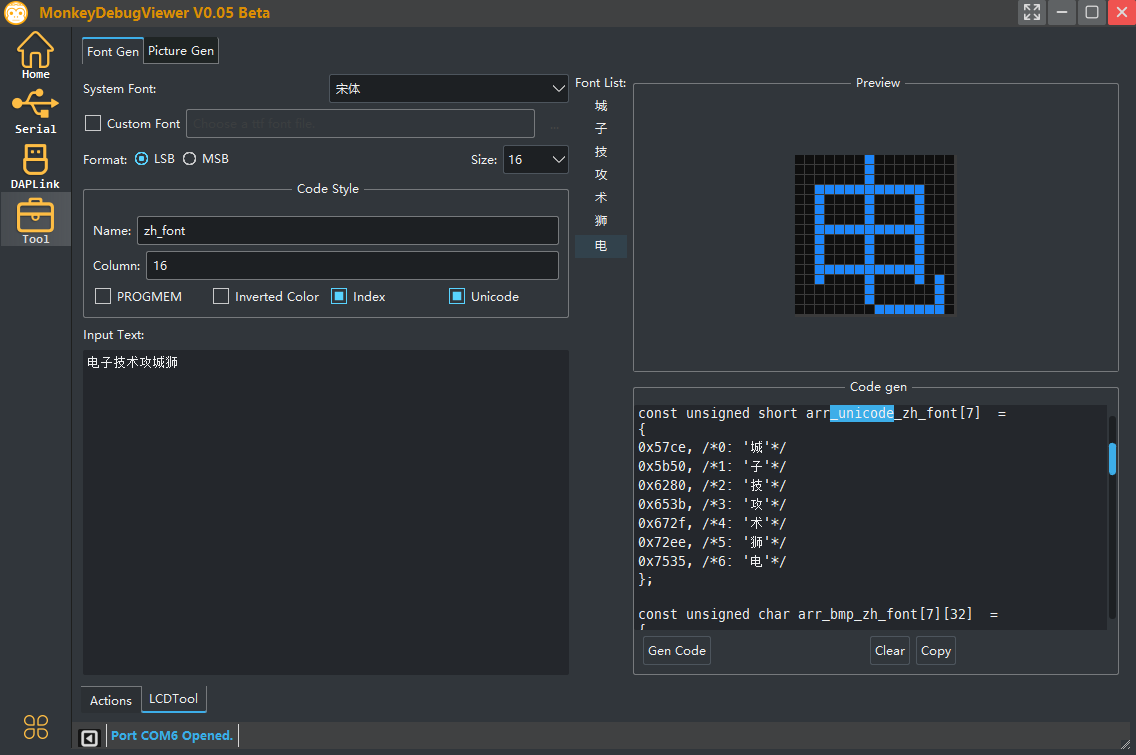 MonkeyDebugViewer V0.05 Beta
Home
Serial
DAPLink
Tool
Font Gen
Picture Gen
System Font:
宋体
Custom Font
Choose a ttf font file.
...
Format:
LSB
MSB
Size:
16
Code Style
Name:
zh_font
Column:
16
PROGMEM
Inverted Color
Index
Unicode
Input Text:
电子技术攻城狮
Font List:
城
子
技
攻
术
狮
电
Preview
电
Code gen
const unsigned short arr_unicode_zh_font[7]  =
{
0x57ce, /*0: '城'*/
0x5b50, /*1: '子'*/
0x6280, /*2: '技'*/
0x653b, /*3: '攻'*/
0x672f, /*4: '术'*/
0x72ee, /*5: '狮'*/
0x7535, /*6: '电'*/
};
const unsigned char arr_bmp_zh_font[7][32]  =
{
Gen Code
Clear
Copy
Actions
LCDTool
Port COM6 Opened.